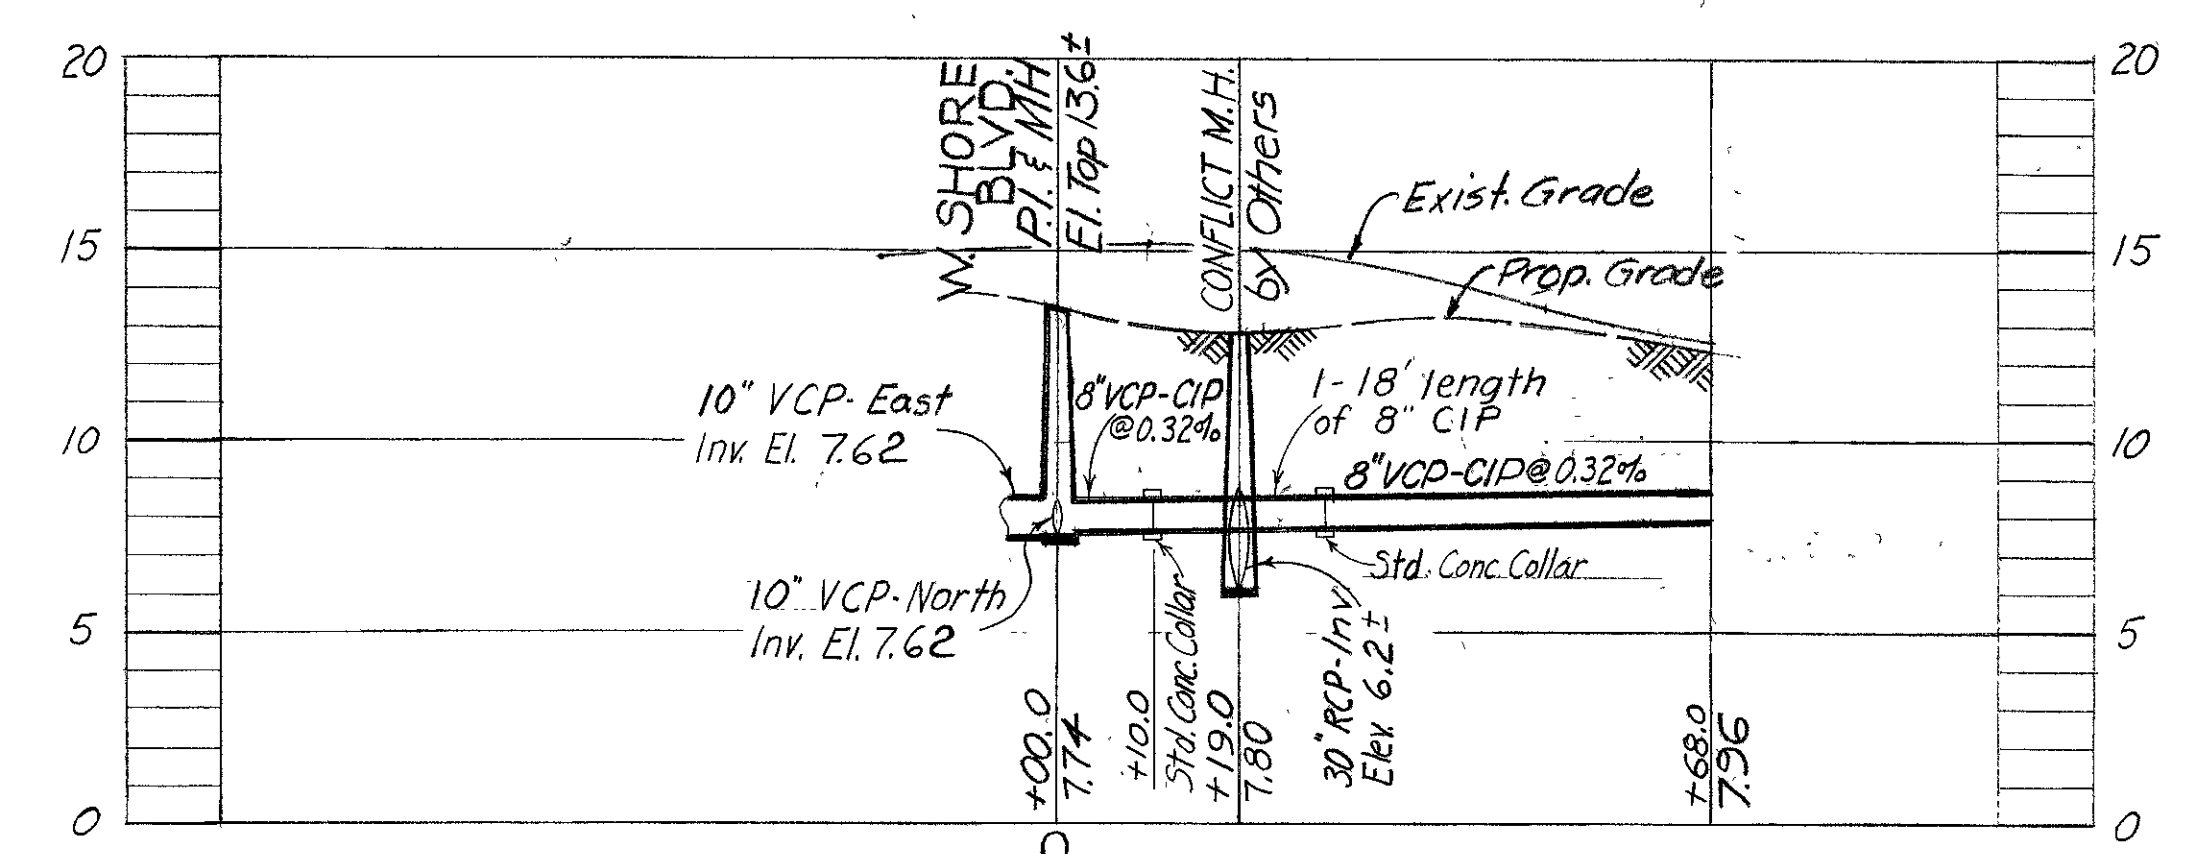 20
15
10
5
0
W. SHORE
BLVD.
P.I. & MH
El. Top 13.6±
CONFLICT M.H.
by Others
Exist. Grade
Prop. Grade
10" VCP-East
Inv. El. 7.62
8" VCP-CIP
@0.32%
1-18' length
of 8" CIP
8" VCP-CIP@0.32%
10" VCP-North
Inv. El. 7.62
Std. Conc. Collar
30" RCP-Inv
Elev. 6.2±
+00.0
7.74
+10.0
Std. Conc. Collar
+19.0
7.80
+68.0
7.96
20
15
10
5
0